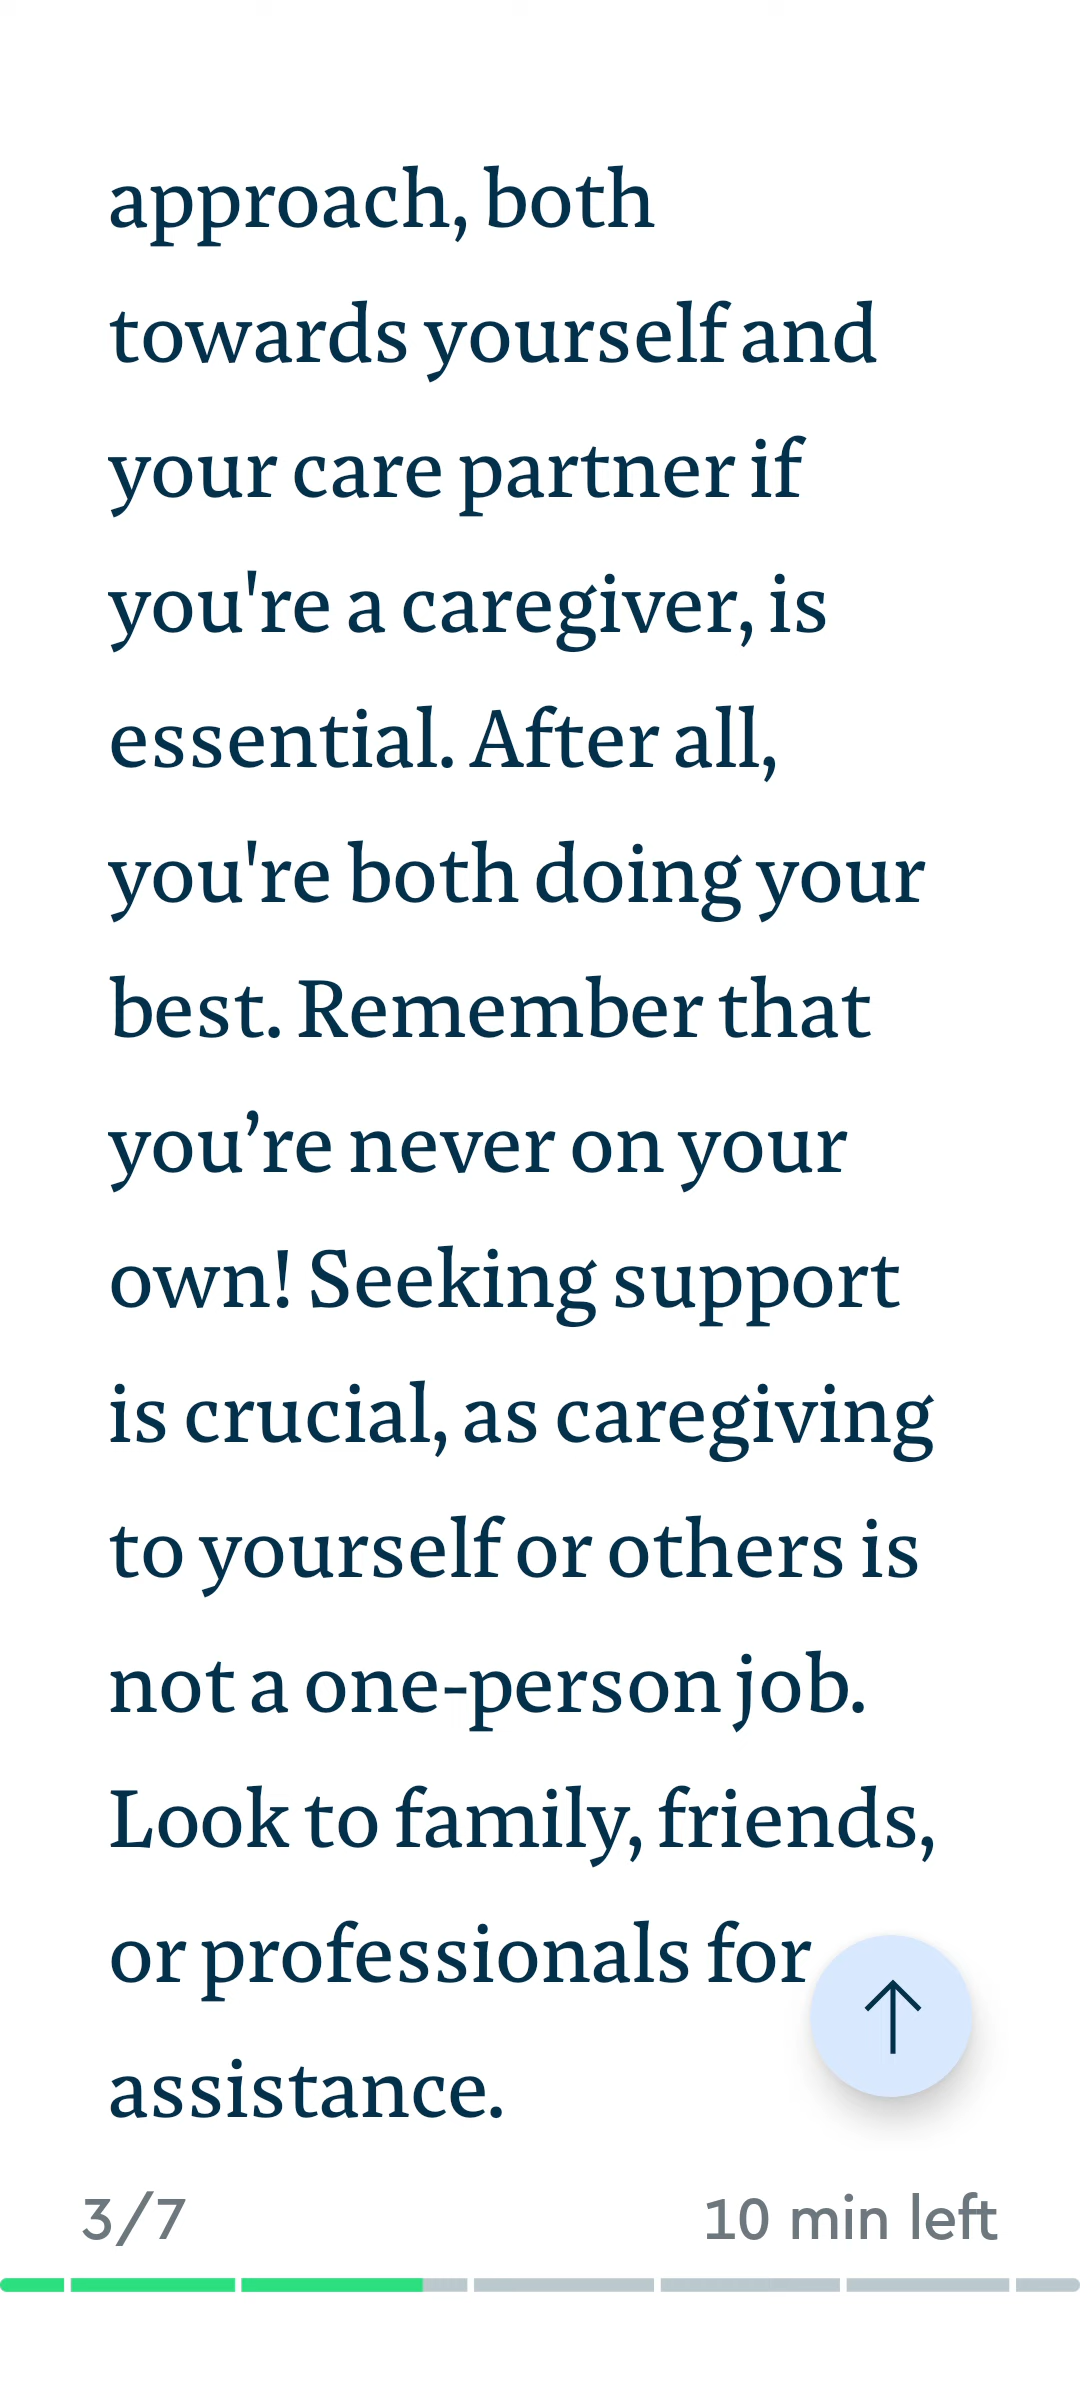 approach, both
towards yourself and
your care partner if
you're a caregiver, is
essential. After all,
you're both doing your
best. Remember that
you’re never on your
own! Seeking support
is crucial, as caregiving
to yourself or others is
not a one-person job.
Look to family, friends,
or professionals for
assistance.
3/7
10 min left